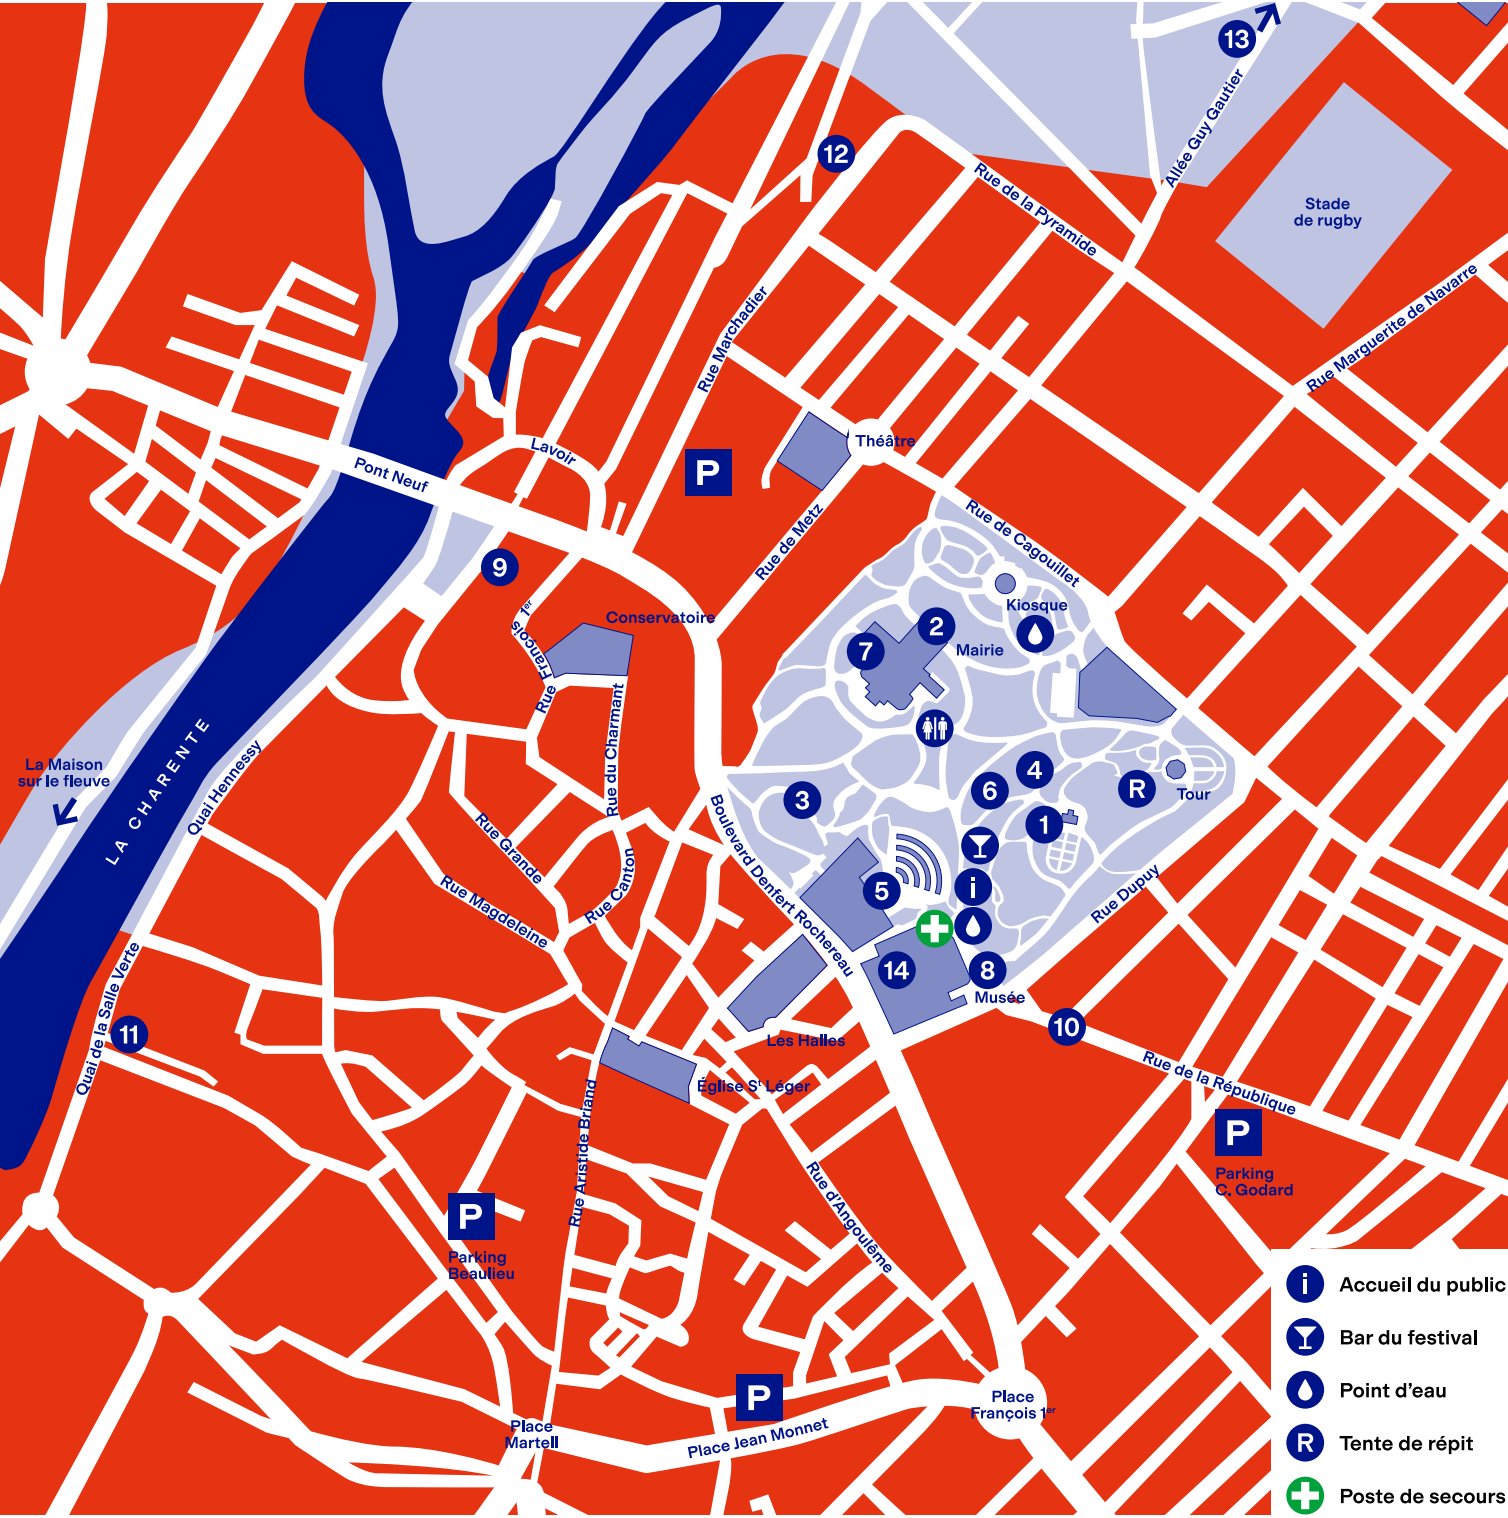 13
Allée Guy Gautier
12
Rue de la Pyramide
Stade
de rugby
Rue Marguerite de Navarre
Rue Marchadier
Lavoir
Théâtre
Pont Neuf
P
Rue de Metz
Rue de Cagouillet
9
Rue François 1er
Conservatoire
Kiosque
2
7
Mairie
Rue du Charmant
La Maison
sur le fleuve
LA CHARENTE
Quai Hennessy
3
4
6
R
Tour
1
Boulevard Denfert Rochereau
Rue Grande
Rue Canton
Rue Magdeleine
5
i
Rue Dupuy
14
8
Musée
10
Quai de la Salle Verte
11
Les Halles
Rue de la République
Église St Léger
Rue Aristide Briand
P
Parking
C. Godard
Rue d'Angoulême
P
Parking
Beaulieu
P
Place
François 1er
Place
Martell
Place Jean Monnet
i Accueil du public
Bar du festival
Point d'eau
R Tente de répit
Poste de secours